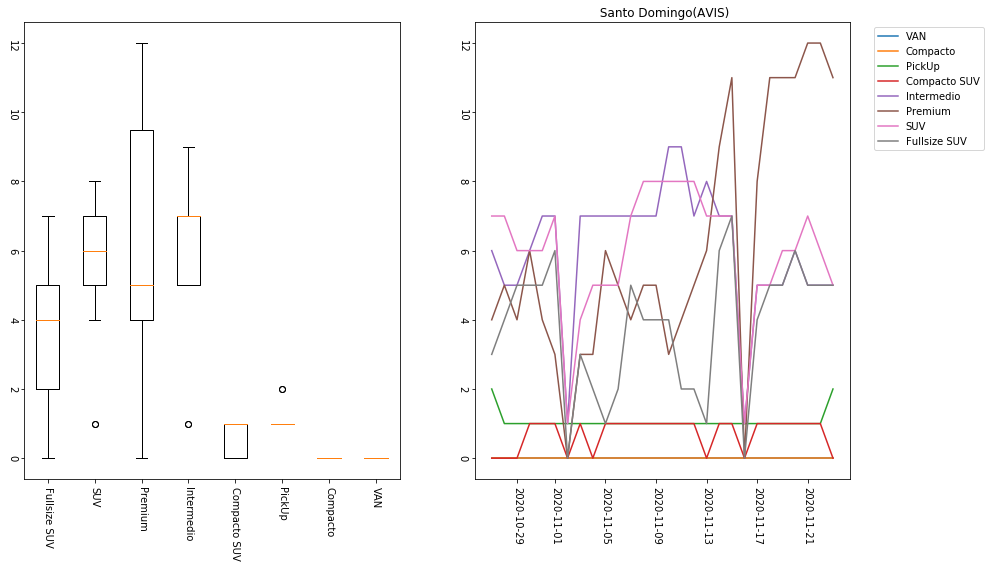 Santo Domingo(AVIS)
12
10
8
6
4
2
0
Fullsize SUV
SUV
Premium
Intermedio
Compacto SUV
PickUp
Compacto
VAN
12
10
8
6
4
2
0
2020-10-29
2020-11-01
2020-11-05
2020-11-09
2020-11-13
2020-11-17
2020-11-21
VAN
Compacto
PickUp
Compacto SUV
Intermedio
Premium
SUV
Fullsize SUV